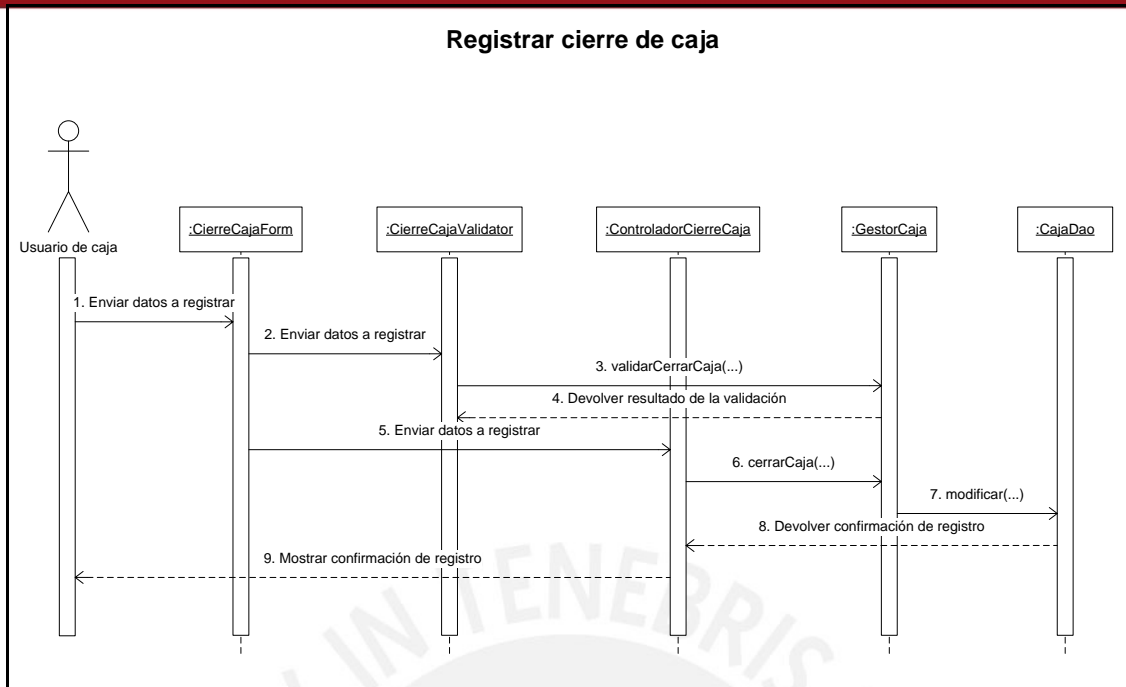 Registrar cierre de caja
Usuario de caja
:CierreCajaForm
:CierreCajaValidator
:ControladorCierreCaja
:GestorCaja
:CajaDao
1. Enviar datos a registrar
2. Enviar datos a registrar
3. validarCerrarCaja(...)
4. Devolver resultado de la validación
5. Enviar datos a registrar
6. cerrarCaja(...)
7. modificar(...)
8. Devolver confirmación de registro
9. Mostrar confirmación de registro
IN TENEBRIS